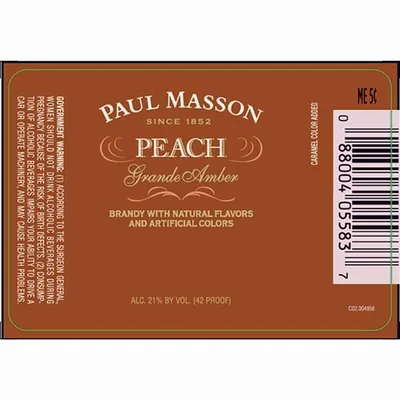 PAUL MASSON
SINCE 1852
PEACH
Grande Amber
BRANDY WITH NATURAL FLAVORS
AND ARTIFICIAL COLORS
ALC. 21% BY VOL. (42 PROOF)
GOVERNMENT WARNING: (1) ACCORDING TO THE SURGEON GENERAL,
WOMEN SHOULD NOT DRINK ALCOHOLIC BEVERAGES DURING
PREGNANCY BECAUSE OF THE RISK OF BIRTH DEFECTS. (2) CONSUMP-
TION OF ALCOHOLIC BEVERAGES IMPAIRS YOUR ABILITY TO DRIVE A
CAR OR OPERATE MACHINERY, AND MAY CAUSE HEALTH PROBLEMS.
CARAMEL COLOR ADDED
ME 5¢
0 88004 05583 7
C02.004958